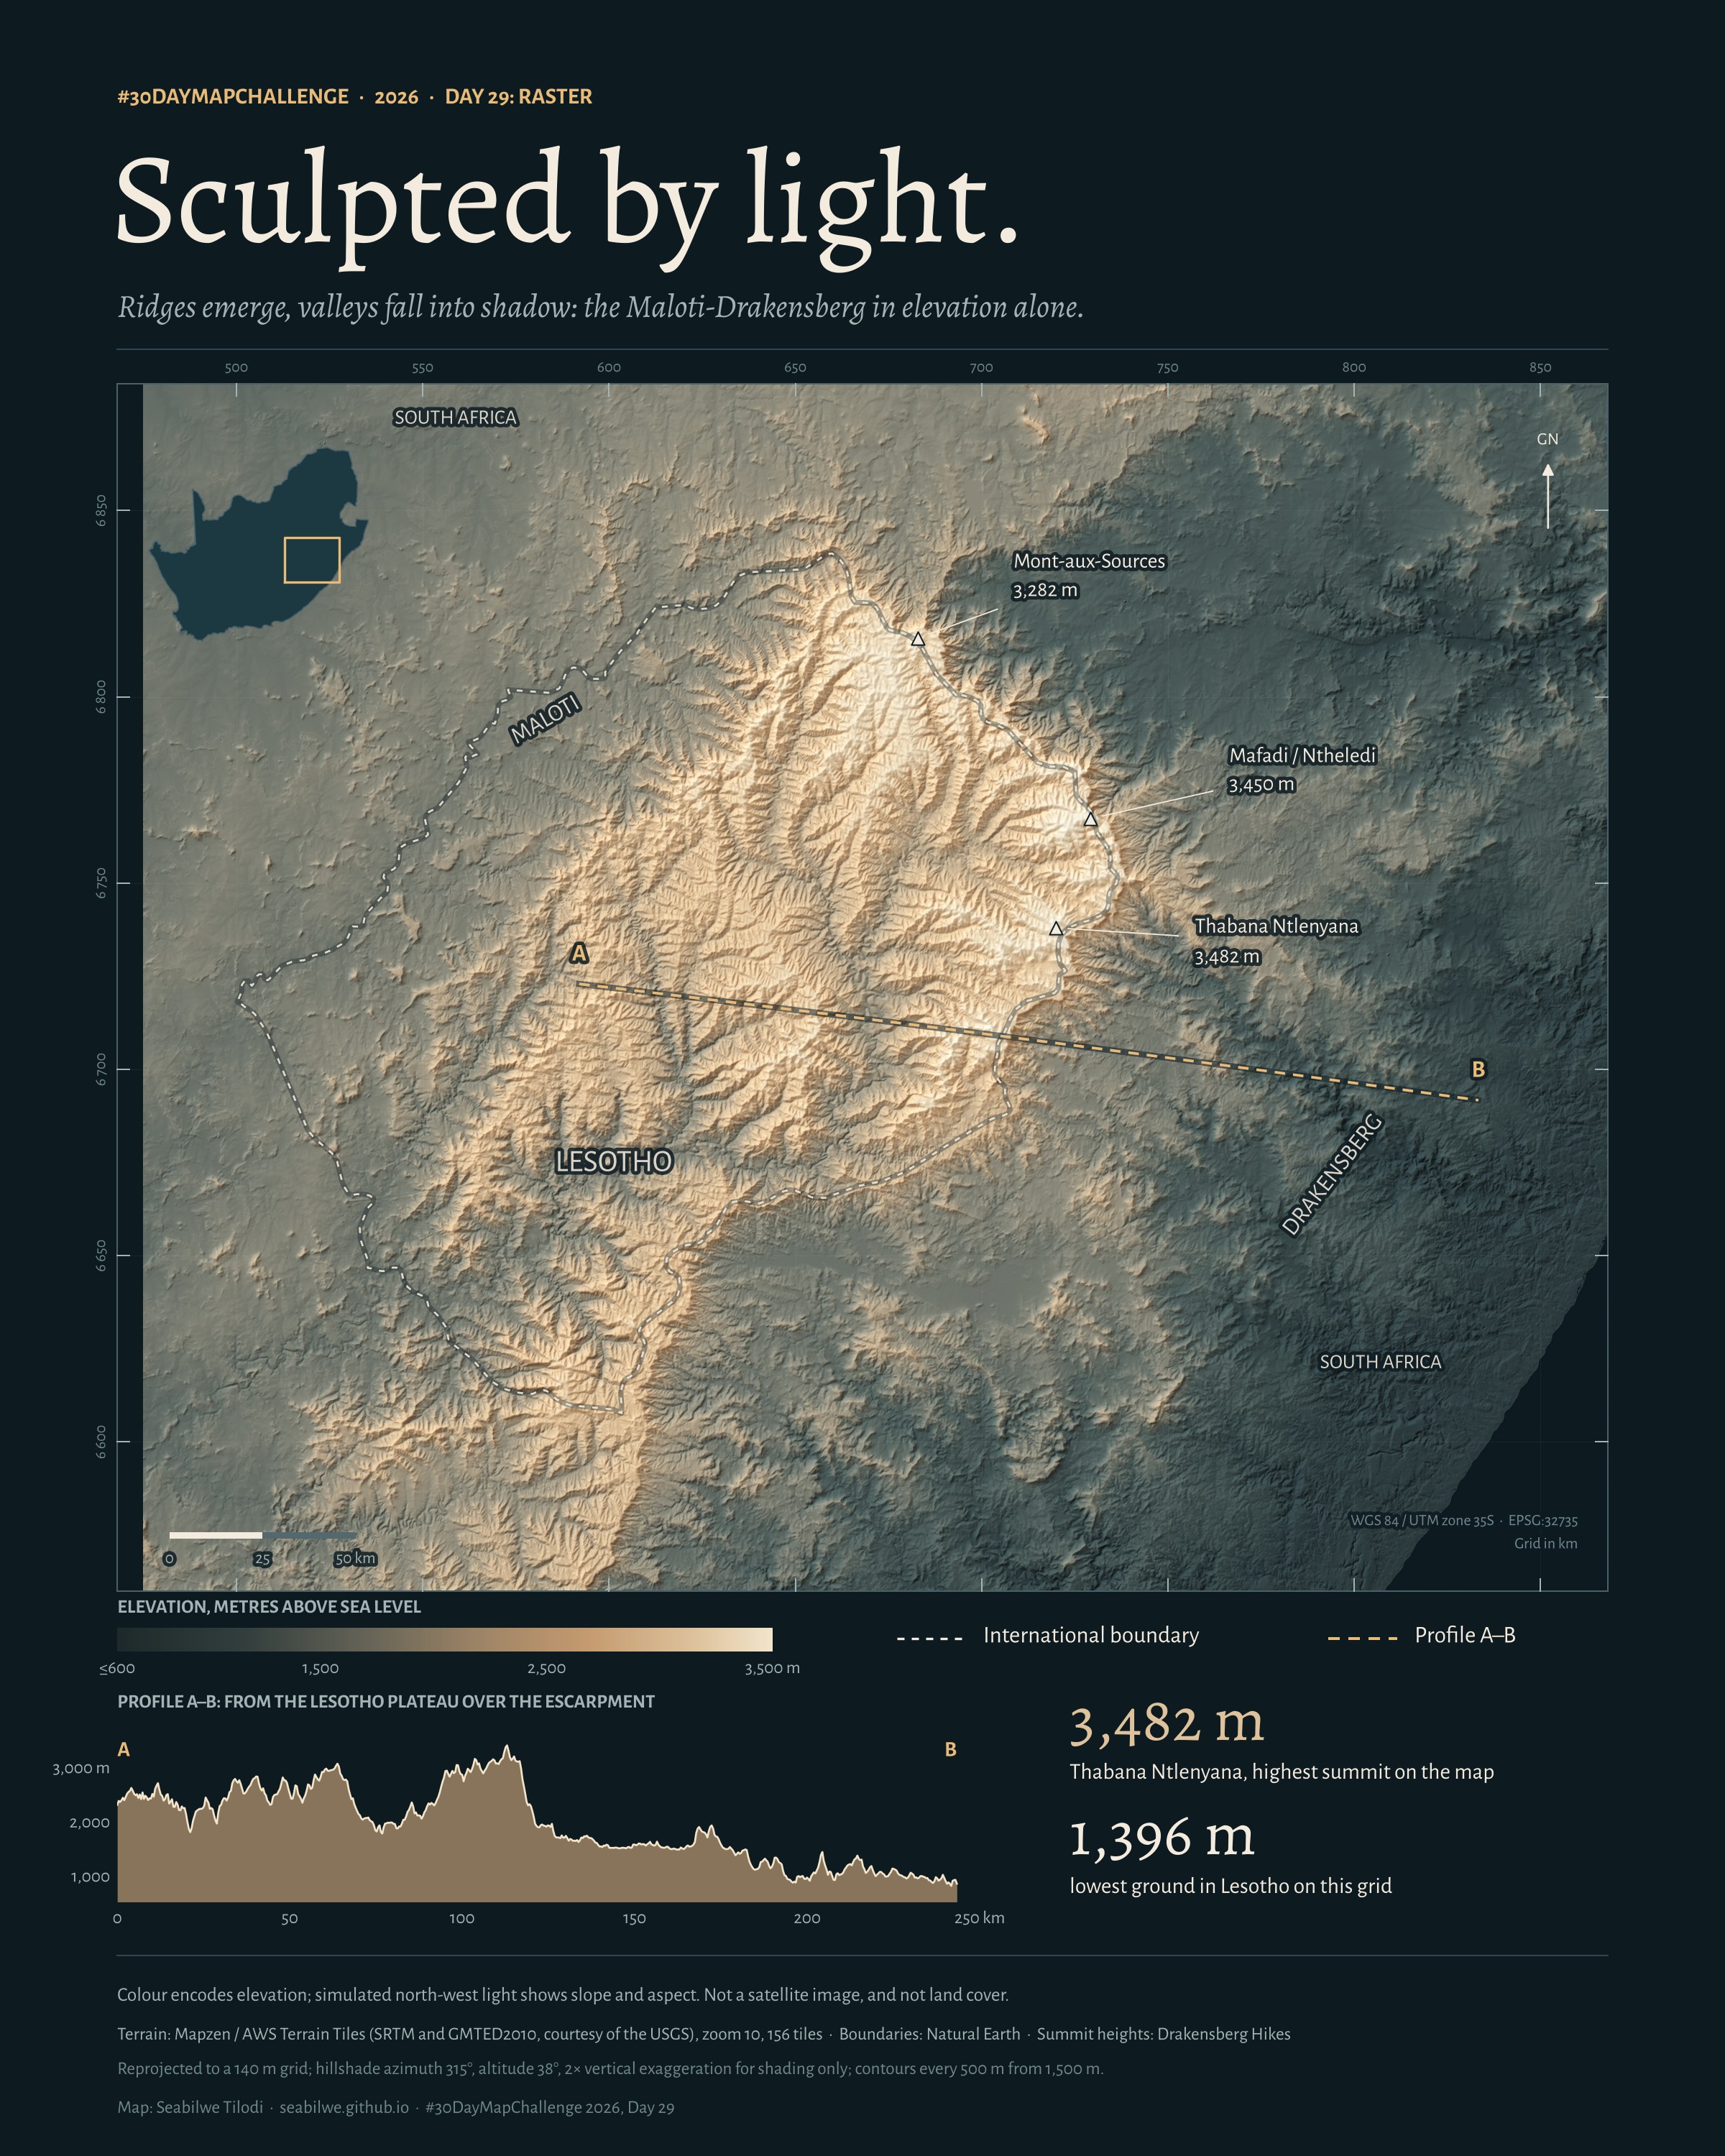 #30DAYMAPCHALLENGE · 2026 · DAY 29: RASTER
Sculpted by light.
Ridges emerge, valleys fall into shadow: the Maloti-Drakensberg in elevation alone.
500 550 600 650 700 750 800 850
SOUTH AFRICA
GN
6 850
Mont-aux-Sources
3,282 m
6 800
MALOTI
Mafadi / Ntheledi
3,450 m
6 750
Thabana Ntlenyana
3,482 m
A
6 700
B
DRAKENSBERG
LESOTHO
6 650
SOUTH AFRICA
6 600
WGS 84 / UTM zone 35S · EPSG:32735
Grid in km
0 25 50 km
ELEVATION, METRES ABOVE SEA LEVEL
International boundary
Profile A–B
≤600 1,500 2,500 3,500 m
PROFILE A–B: FROM THE LESOTHO PLATEAU OVER THE ESCARPMENT
A B
3,000 m
2,000
1,000
0 50 100 150 200 250 km
3,482 m
Thabana Ntlenyana, highest summit on the map
1,396 m
lowest ground in Lesotho on this grid
Colour encodes elevation; simulated north-west light shows slope and aspect. Not a satellite image, and not land cover.
Terrain: Mapzen / AWS Terrain Tiles (SRTM and GMTED2010, courtesy of the USGS), zoom 10, 156 tiles · Boundaries: Natural Earth · Summit heights: Drakensberg Hikes
Reprojected to a 140 m grid; hillshade azimuth 315°, altitude 38°, 2× vertical exaggeration for shading only; contours every 500 m from 1,500 m.
Map: Seabilwe Tilodi · seabilwe.github.io · #30DayMapChallenge 2026, Day 29